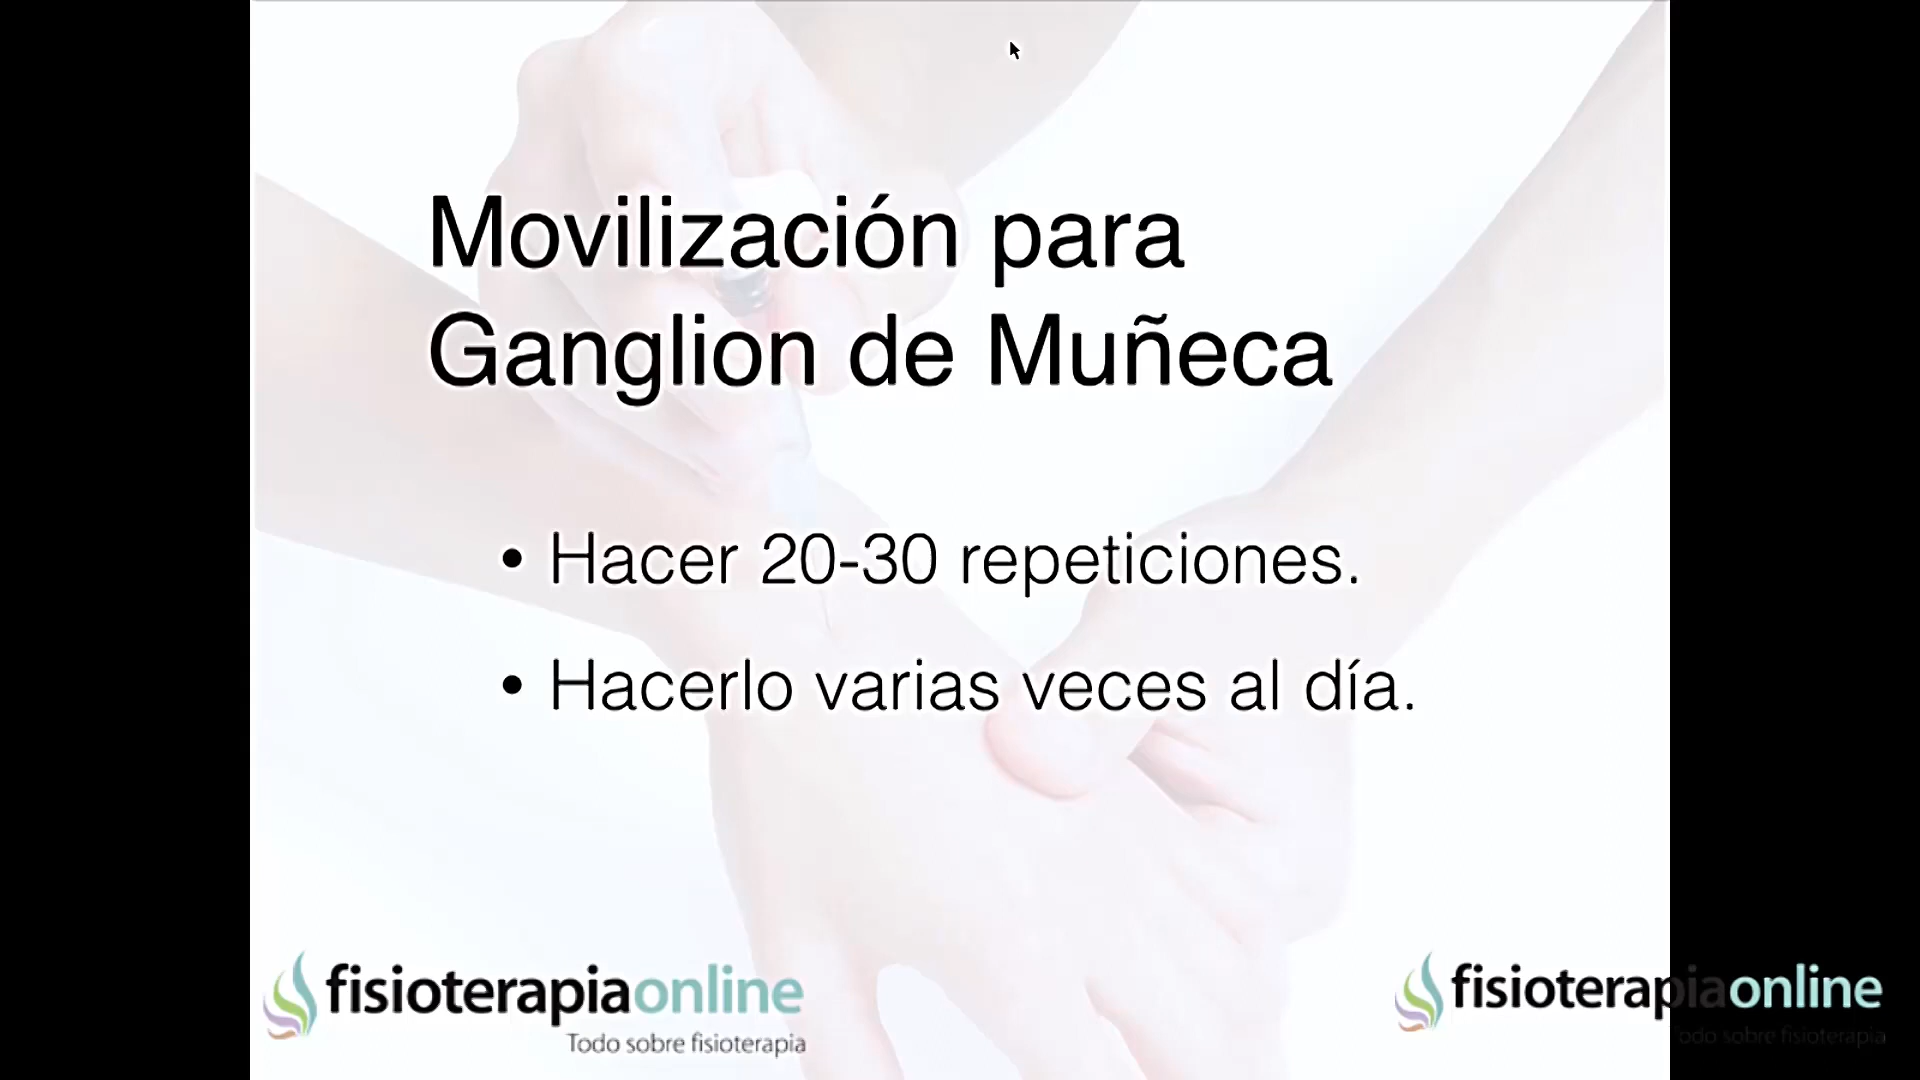 Movilización para
Ganglion de Muñeca
• Hacer 20-30 repeticiones.
• Hacerlo varias veces al día.
fisioterapiaonline
Todo sobre fisioterapia
fisioterapiaonline
Todo sobre fisioterapia